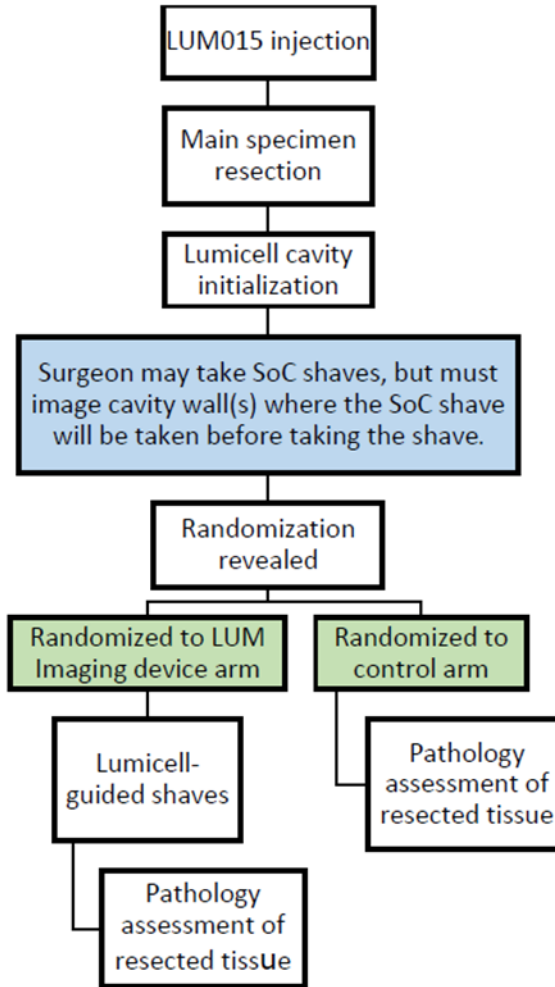 LUM015 injection
Main specimen
resection
Lumicell cavity
initialization
Surgeon may take SoC shaves, but must
image cavity wall(s) where the SoC shave
will be taken before taking the shave.
Randomization
revealed
Randomized to LUM
Imaging device arm
Randomized to
control arm
Lumicell-
guided shaves
Pathology
assessment of
resected tissue
Pathology
assessment of
resected tissue